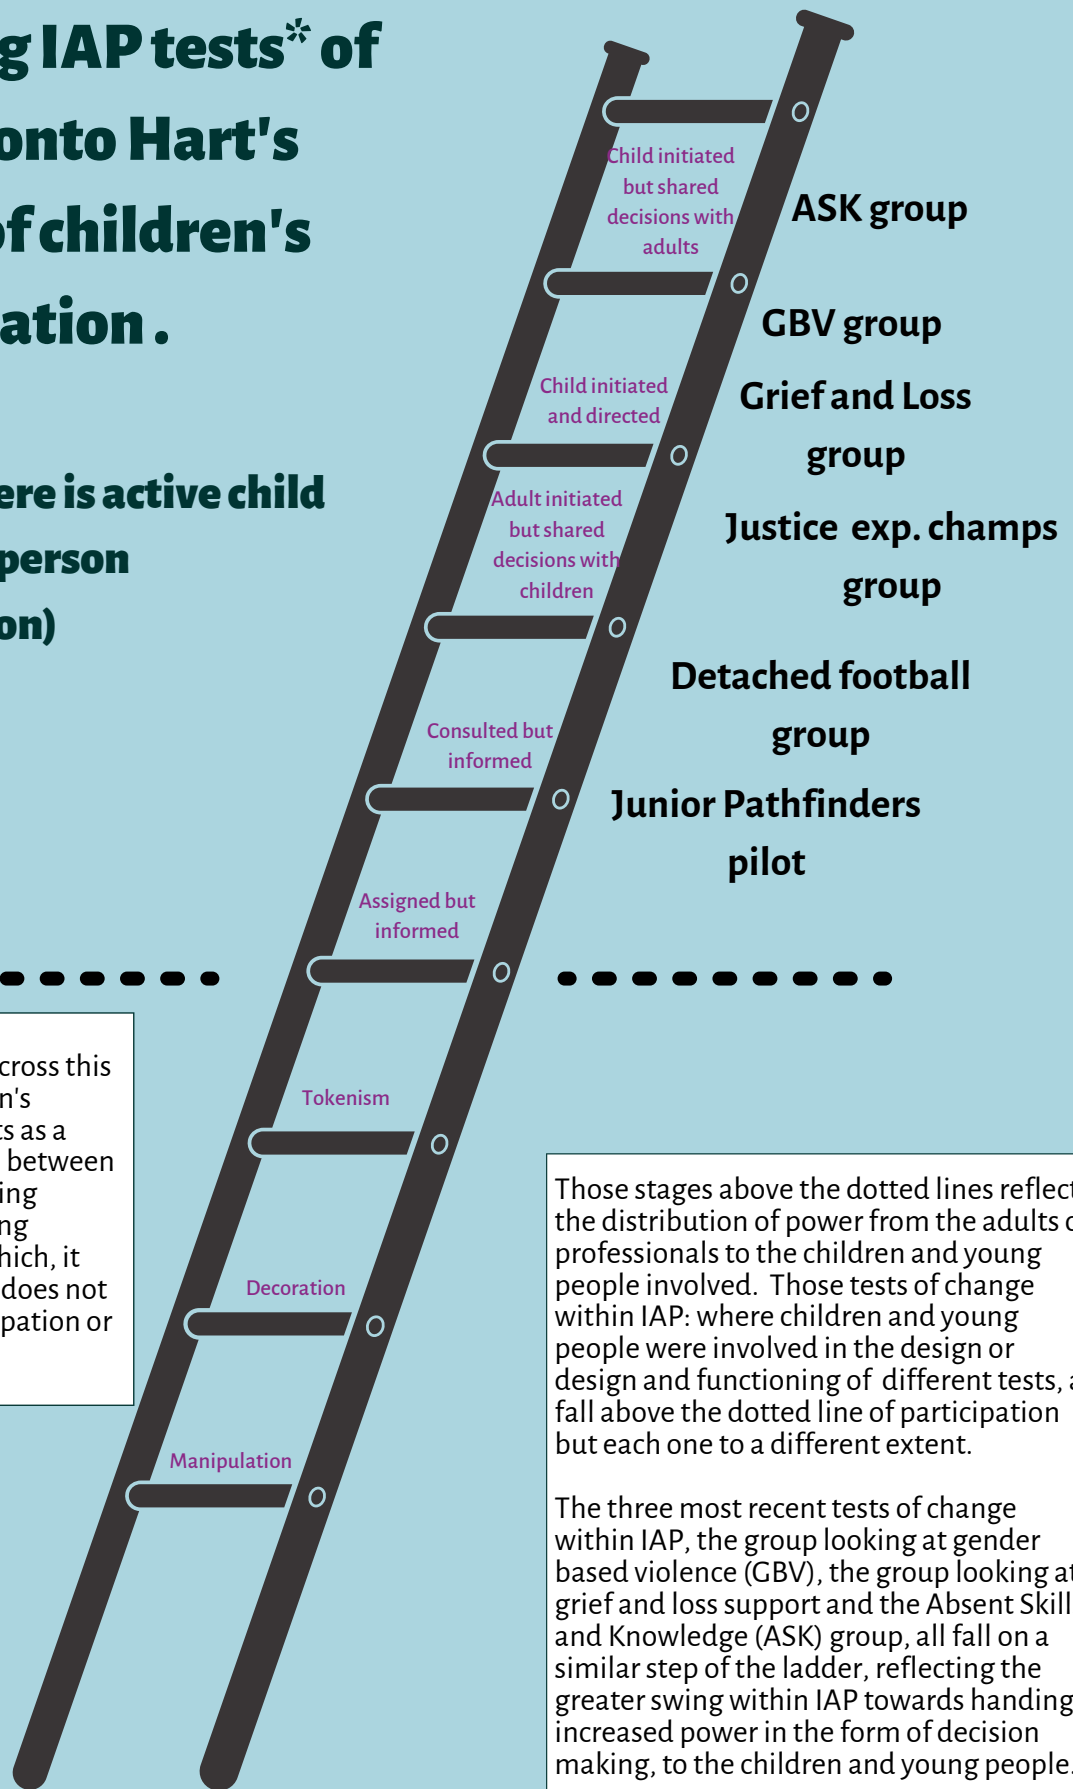 g IAP tests* of
onto Hart's
of children's
ation .
ere is active child
person
on)
Child initiated
but shared
decisions with
adults
Child initiated
and directed
Adult initiated
but shared
decisions with
children
Consulted but
informed
Assigned but
informed
Tokenism
Decoration
Manipulation
ASK group
GBV group
Grief and Loss
group
Justice exp. champs
group
Detached football
group
Junior Pathfinders
pilot
cross this
n's
ts as a
between
ing
ng
hich, it
does not
pation or
Those stages above the dotted lines reflect
the distribution of power from the adults o
professionals to the children and young
people involved. Those tests of change
within IAP: where children and young
people were involved in the design or
design and functioning of different tests, a
fall above the dotted line of participation
but each one to a different extent.
The three most recent tests of change
within IAP, the group looking at gender
based violence (GBV), the group looking at
grief and loss support and the Absent Skill
and Knowledge (ASK) group, all fall on a
similar step of the ladder, reflecting the
greater swing within IAP towards handing
increased power in the form of decision
making, to the children and young people.